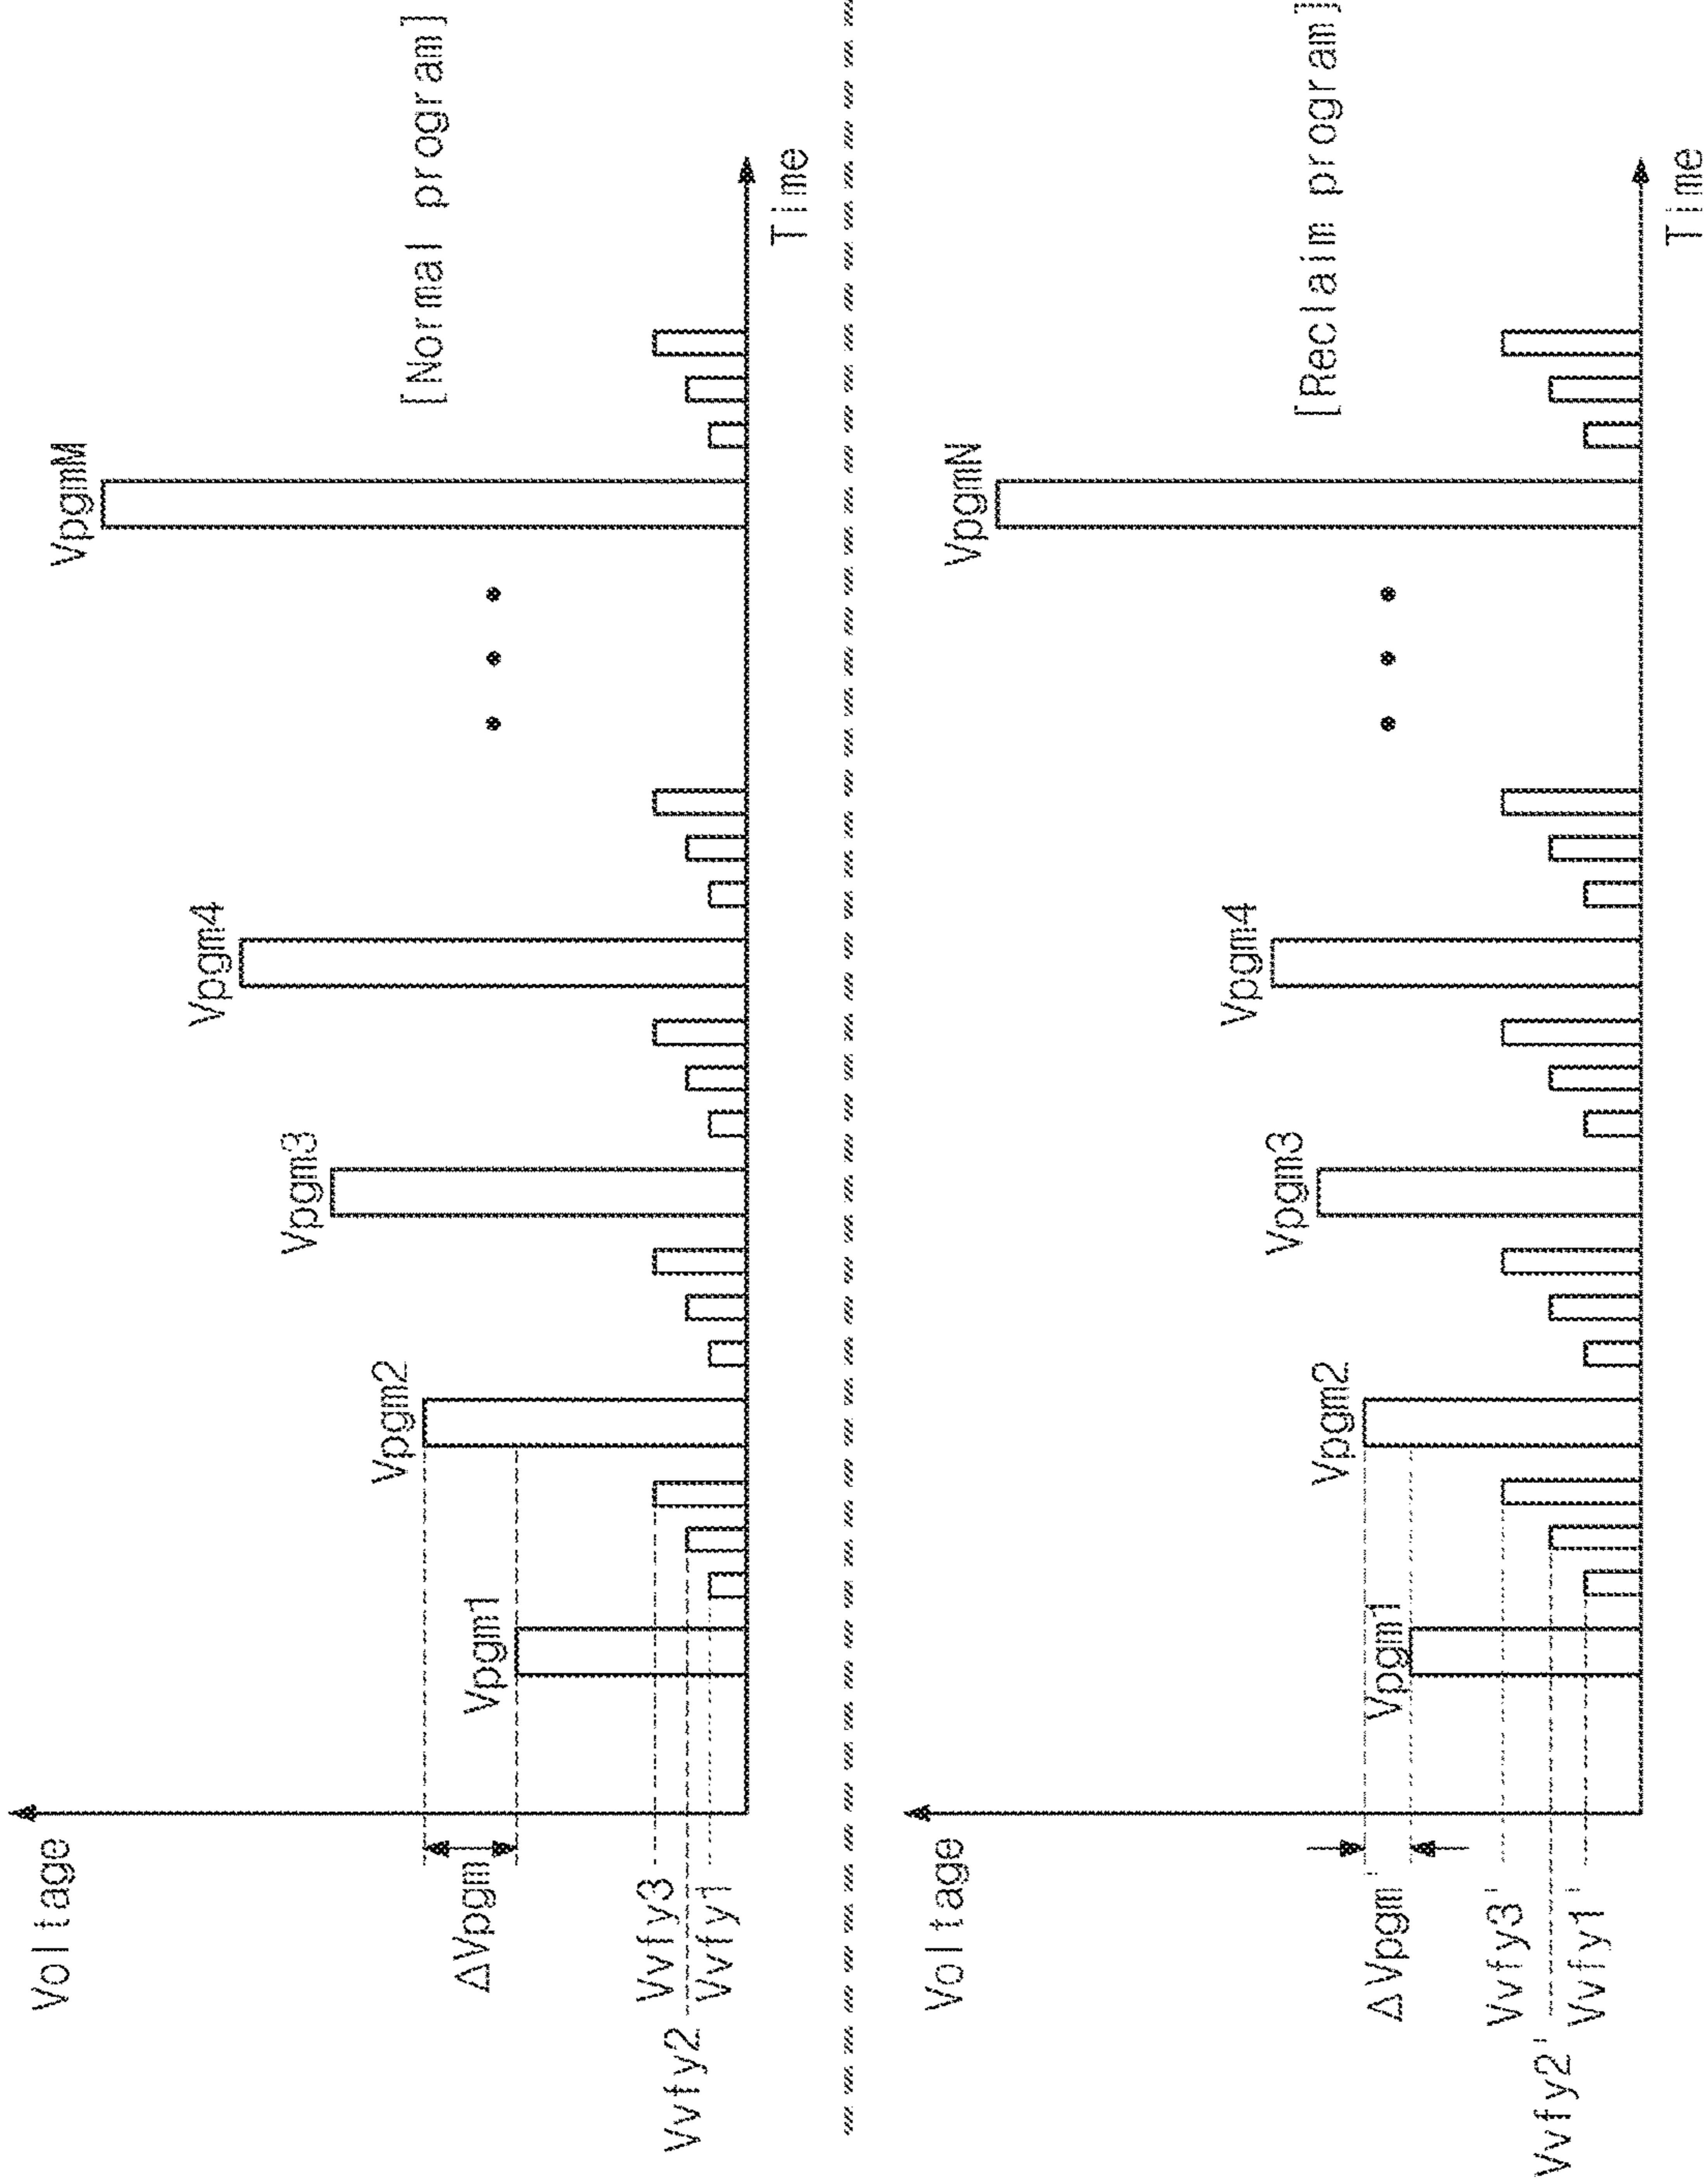 Voltage
[Normal program]
VpgmM
Vpgm4
Vpgm3
Vpgm2
Vpgm1
ΔVpgm
Vvfy3
Vvfy2
Vvfy1
Time
Voltage
[Reclaim program]
VpgmN
Vpgm4
Vpgm3
Vpgm2
Vpgm1
ΔVpgm'
Vvfy3'
Vvfy2'
Vvfy1'
Time